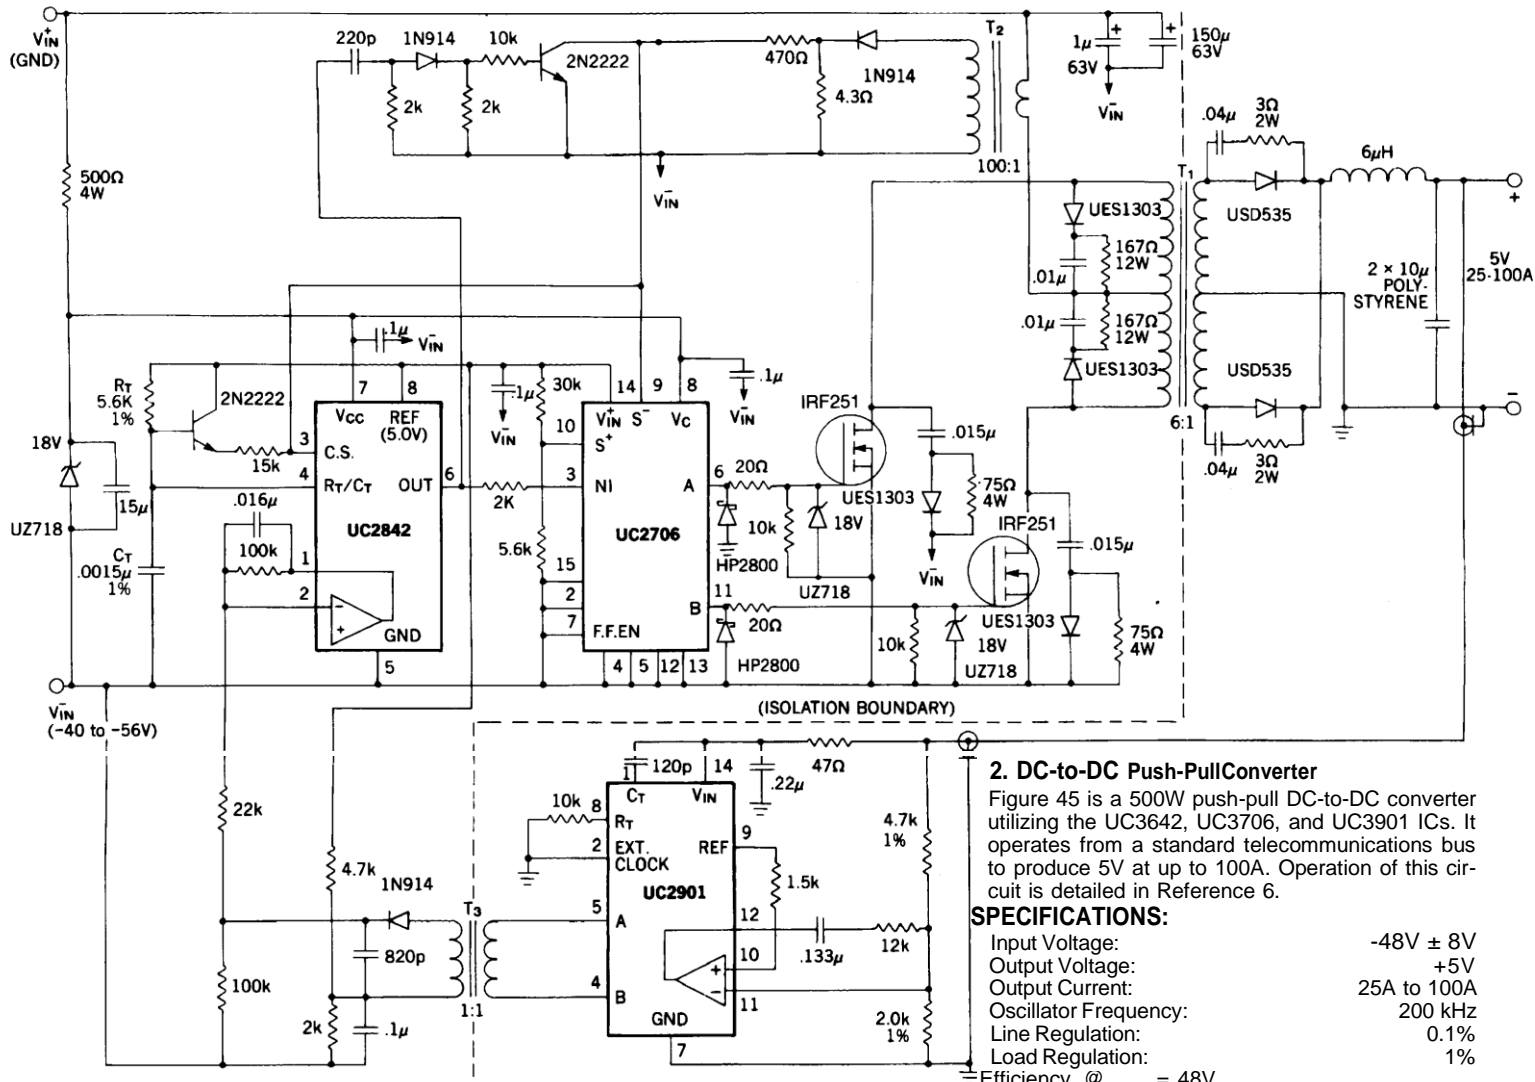 V⁺IN
(GND)
220p
1N914
10k
2N2222
2k
2k
470Ω
1N914
4.3Ω
T2
100:1
1µ
63V
150µ
63V
V⁻IN
V⁻IN
500Ω
4W
.04µ
3Ω
2W
T1
6µH
+
USD535
UES1303
167Ω
12W
.01µ
.01µ
167Ω
12W
UES1303
2 × 10µ
POLY-
STYRENE
5V
25-100A
USD535
–
6:1
.04µ
3Ω
2W
.1µ
V⁻IN
RT
5.6K
1%
2N2222
7
8
VCC
REF
(5.0V)
3
C.S.
15k
4
RT/CT
OUT
6
UC2842
18V
15µ
UZ718
.016µ
100k
CT
.0015µ
1%
1
2
–
+
GND
5
.1µ
V⁻IN
30k
14
9
8
V⁺IN
S⁻
VC
.1µ
V⁻IN
10
S⁺
3
NI
2K
A
6
20Ω
UC2706
5.6k
15
2
7
F.F.EN
B
11
20Ω
4
5
12
13
HP2800
HP2800
IRF251
10k
18V
UZ718
.015µ
UES1303
75Ω
4W
V⁻IN
IRF251
.015µ
10k
18V
UZ718
UES1303
75Ω
4W
V⁻IN
(-40 to -56V)
(ISOLATION BOUNDARY)
120p
1
14
.22µ
47Ω
CT
VIN
10k
8
RT
2
EXT.
CLOCK
REF
9
UC2901
1.5k
4.7k
1%
5
A
12
.133µ
12k
10
+
–
11
4
B
GND
7
2.0k
1%
22k
4.7k
1N914
T3
820p
100k
1:1
2k
.1µ
2. DC-to-DC Push-PullConverter
Figure 45 is a 500W push-pull DC-to-DC converter
utilizing the UC3642, UC3706, and UC3901 ICs. It
operates from a standard telecommunications bus
to produce 5V at up to 100A. Operation of this cir-
cuit is detailed in Reference 6.
SPECIFICATIONS:
Input Voltage: -48V ± 8V
Output Voltage: +5V
Output Current: 25A to 100A
Oscillator Frequency: 200 kHz
Line Regulation: 0.1%
Load Regulation: 1%
Efficiency @ = 48V